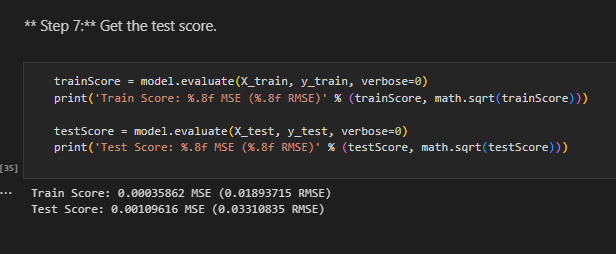 ** Step 7:** Get the test score.
trainScore = model.evaluate(X_train, y_train, verbose=0)
print('Train Score: %.8f MSE (%.8f RMSE)' % (trainScore, math.sqrt(trainScore)))
testScore = model.evaluate(X_test, y_test, verbose=0)
print('Test Score: %.8f MSE (%.8f RMSE)' % (testScore, math.sqrt(testScore)))
[35]
... Train Score: 0.00035862 MSE (0.01893715 RMSE)
Test Score: 0.00109616 MSE (0.03310835 RMSE)